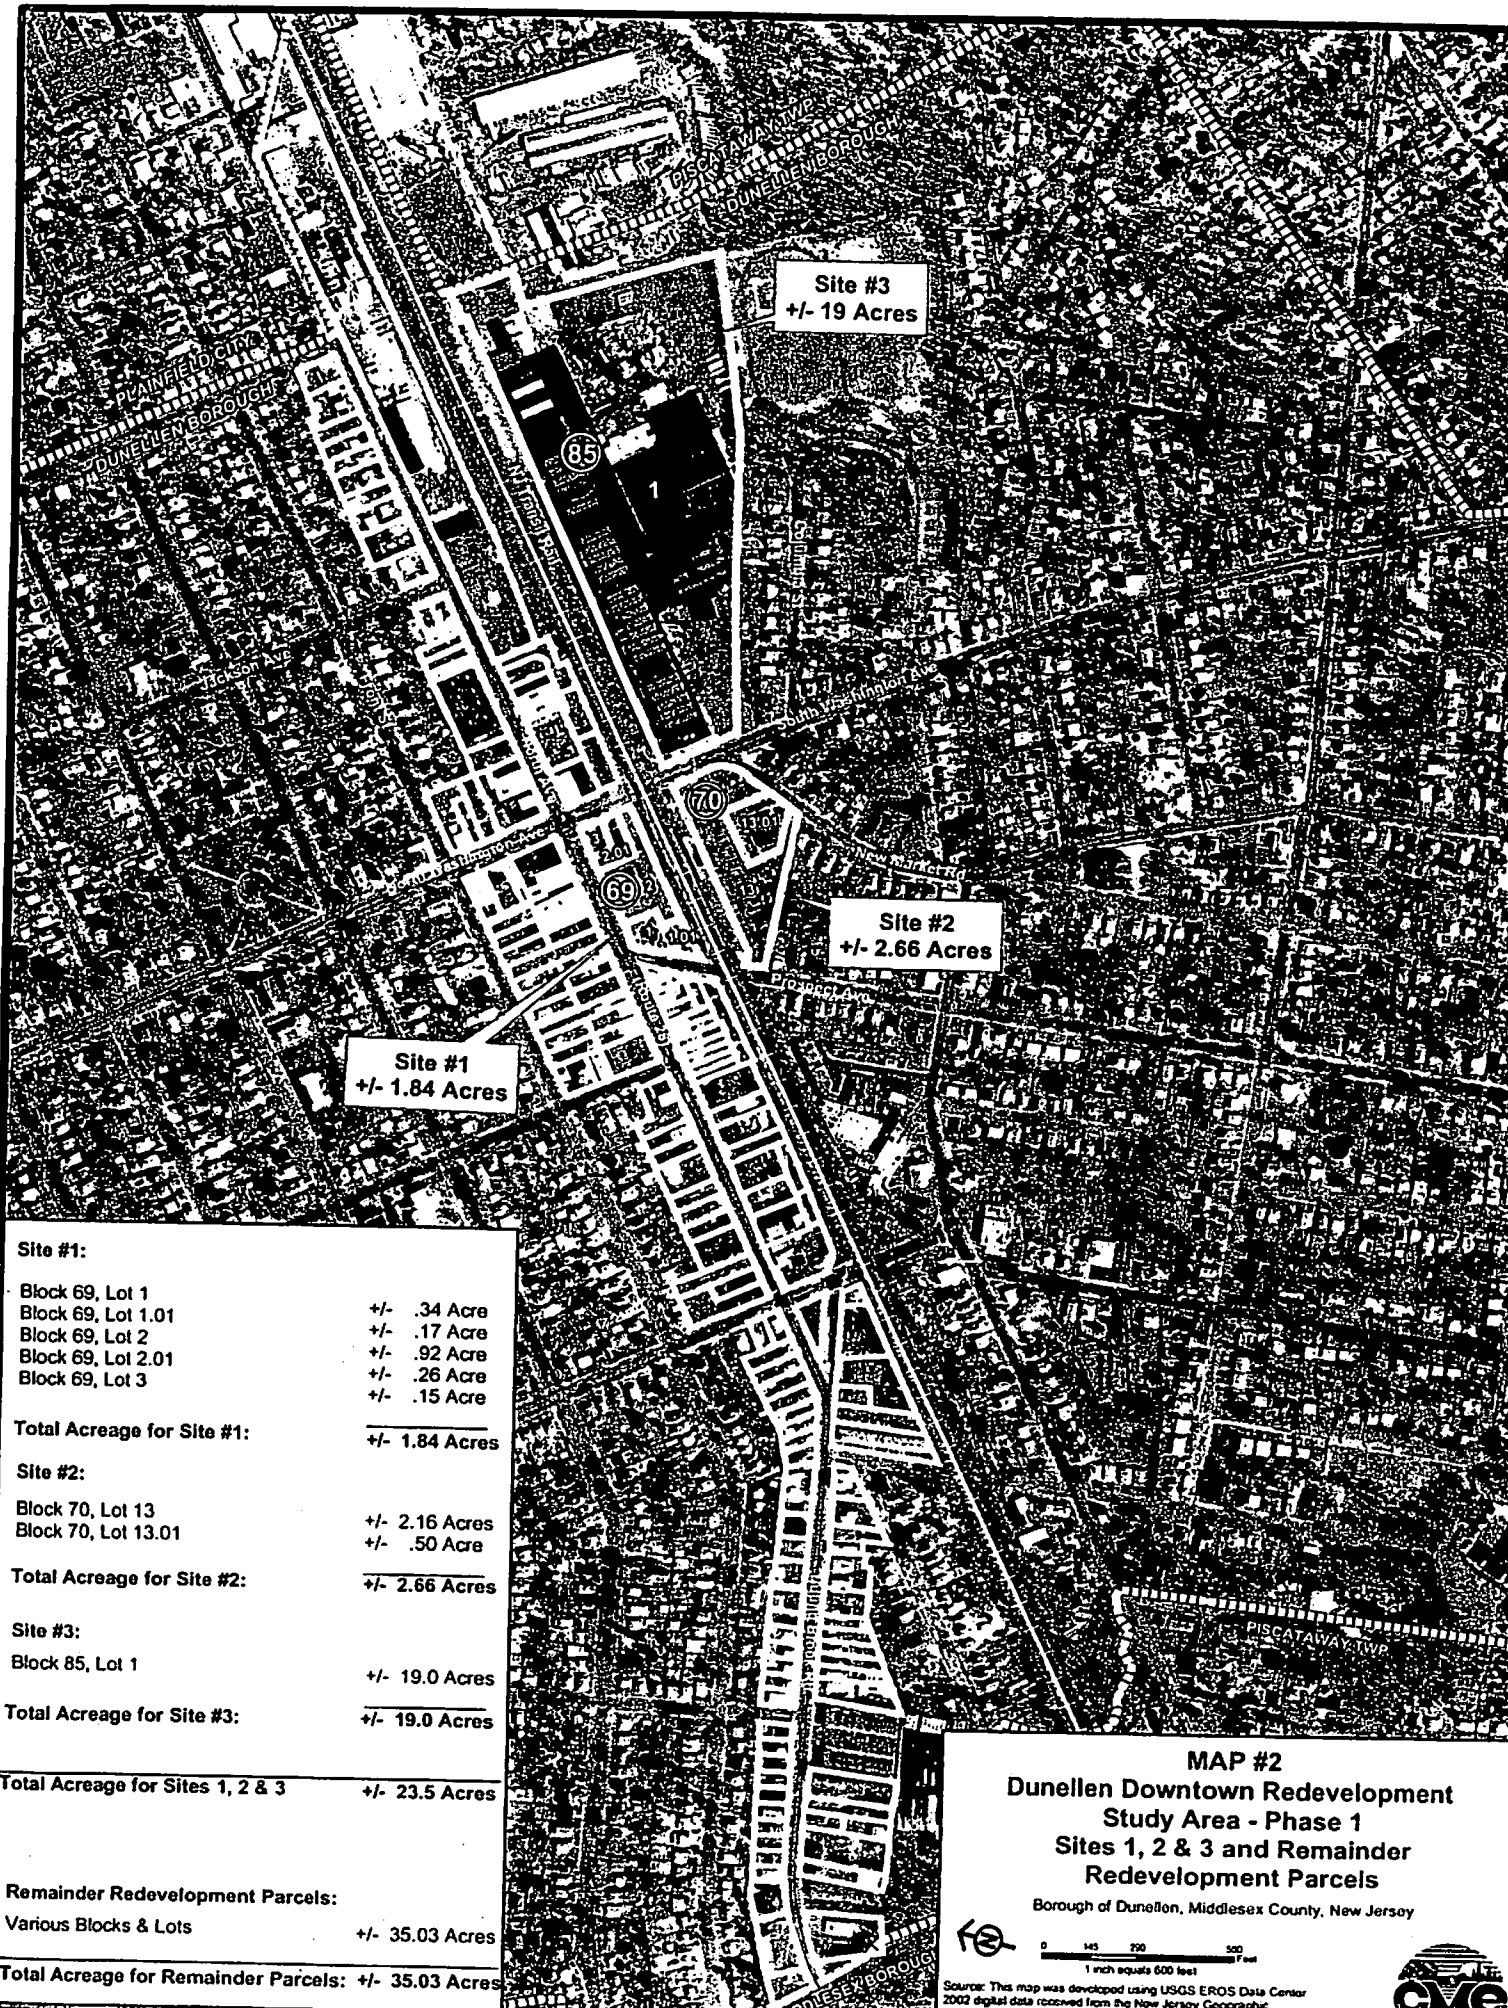 PISCATAWAY TWP
DUNELLEN BOROUGH
Site #3
+/- 19 Acres
PLAINFIELD CITY
DUNELLEN BOROUGH
85
1
South Washington Av
70
13.01
13
2.01
69
2
Site #2
+/- 2.66 Acres
Site #1
+/- 1.84 Acres
Site #1:
Block 69, Lot 1
Block 69, Lot 1.01 +/- .34 Acre
Block 69, Lot 2 +/- .17 Acre
Block 69, Lot 2.01 +/- .92 Acre
Block 69, Lot 3 +/- .26 Acre
+/- .15 Acre
Total Acreage for Site #1: +/- 1.84 Acres
Site #2:
Block 70, Lot 13 +/- 2.16 Acres
Block 70, Lot 13.01 +/- .50 Acre
Total Acreage for Site #2: +/- 2.66 Acres
Site #3:
Block 85, Lot 1 +/- 19.0 Acres
Total Acreage for Site #3: +/- 19.0 Acres
Total Acreage for Sites 1, 2 & 3 +/- 23.5 Acres
Remainder Redevelopment Parcels:
Various Blocks & Lots +/- 35.03 Acres
Total Acreage for Remainder Parcels: +/- 35.03 Acres
PISCATAWAY TWP
MAP #2
Dunellen Downtown Redevelopment
Study Area - Phase 1
Sites 1, 2 & 3 and Remainder
Redevelopment Parcels
Borough of Dunellen, Middlesex County, New Jersey
N
0 145 290 580
Feet
1 inch equals 600 feet
Source: This map was developed using USGS EROS Data Center
2002 digital data received from the New Jersey Geographic
CME